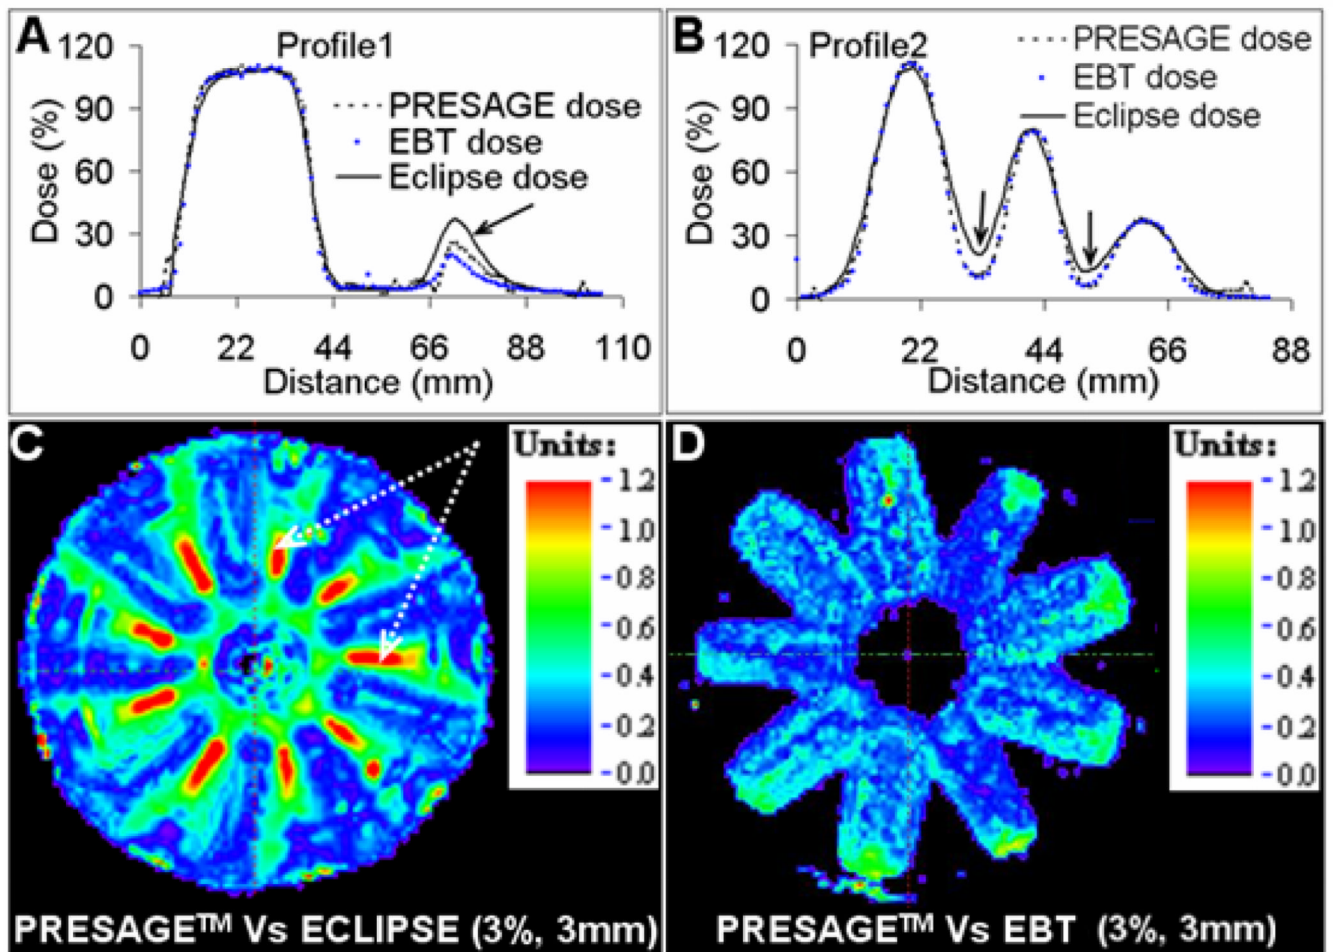 A
Profile1
120
90
60
30
0
Dose (%)
PRESAGE dose
EBT dose
Eclipse dose
0 22 44 66 88 110
Distance (mm)
B
Profile2
120
90
60
30
0
Dose (%)
PRESAGE dose
EBT dose
Eclipse dose
0 22 44 66 88
Distance (mm)
C
Units:
1.2
1.0
0.8
0.6
0.4
0.2
0.0
PRESAGE™ Vs ECLIPSE (3%, 3mm)
D
Units:
1.2
1.0
0.8
0.6
0.4
0.2
0.0
PRESAGE™ Vs EBT (3%, 3mm)